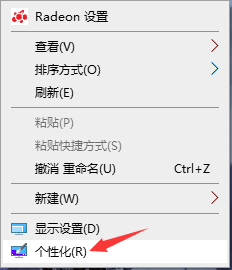 Radeon 设置
查看(V)
排序方式(O)
刷新(E)
粘贴(P)
粘贴快捷方式(S)
撤消 重命名(U) Ctrl+Z
新建(W)
显示设置(D)
个性化(R)